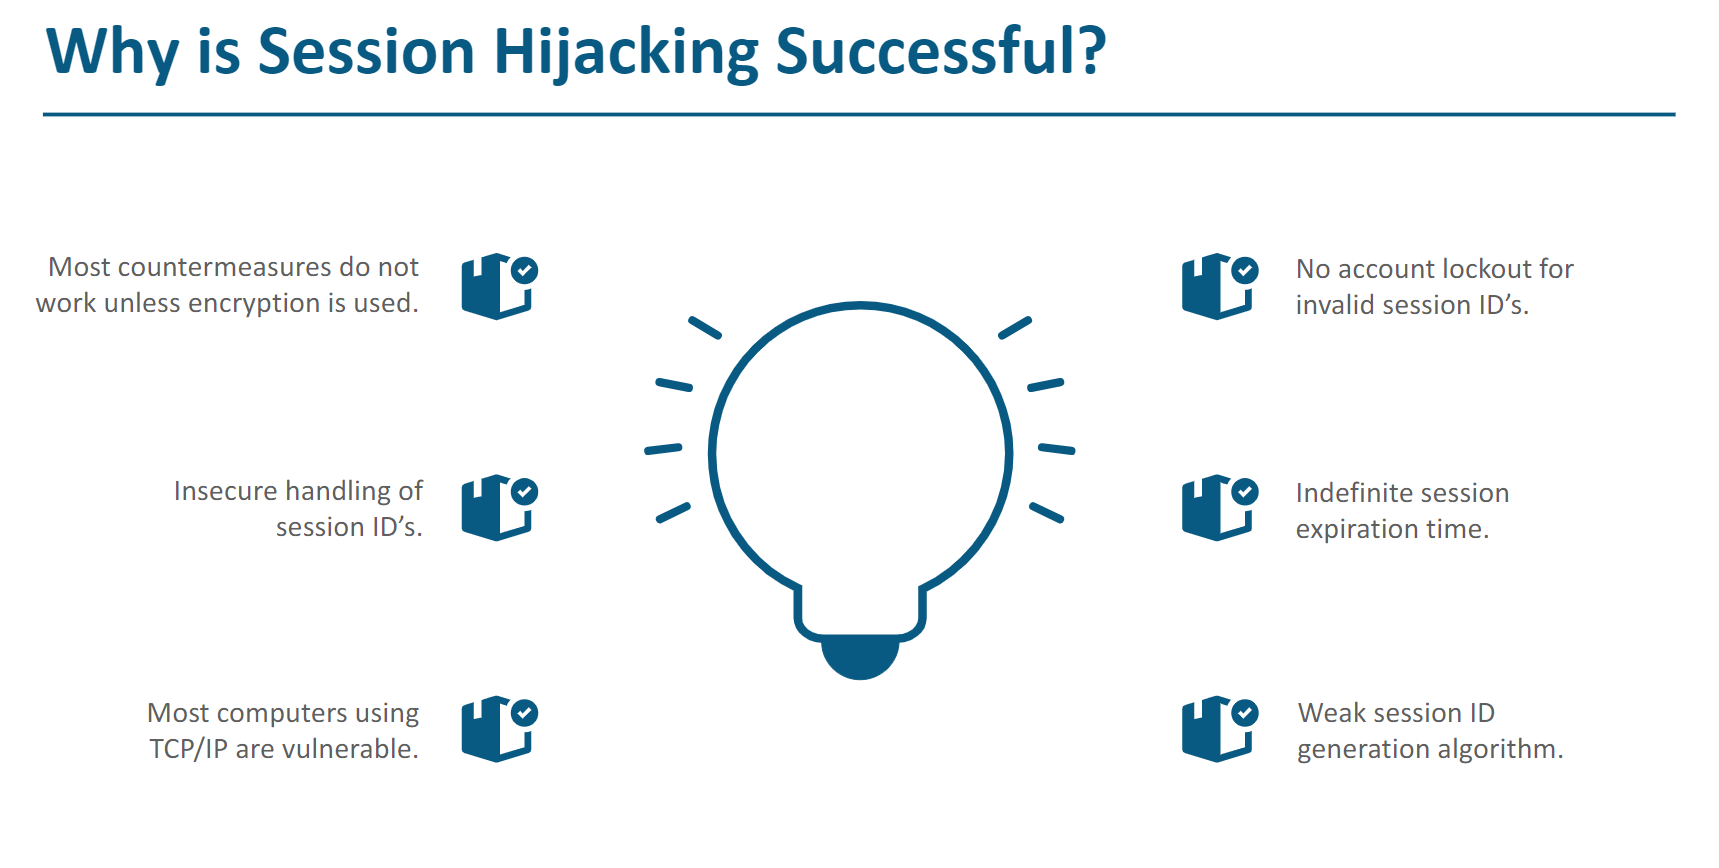 Why is Session Hijacking Successful?
Most countermeasures do not
work unless encryption is used.
Insecure handling of
session ID’s.
Most computers using
TCP/IP are vulnerable.
No account lockout for
invalid session ID’s.
Indefinite session
expiration time.
Weak session ID
generation algorithm.